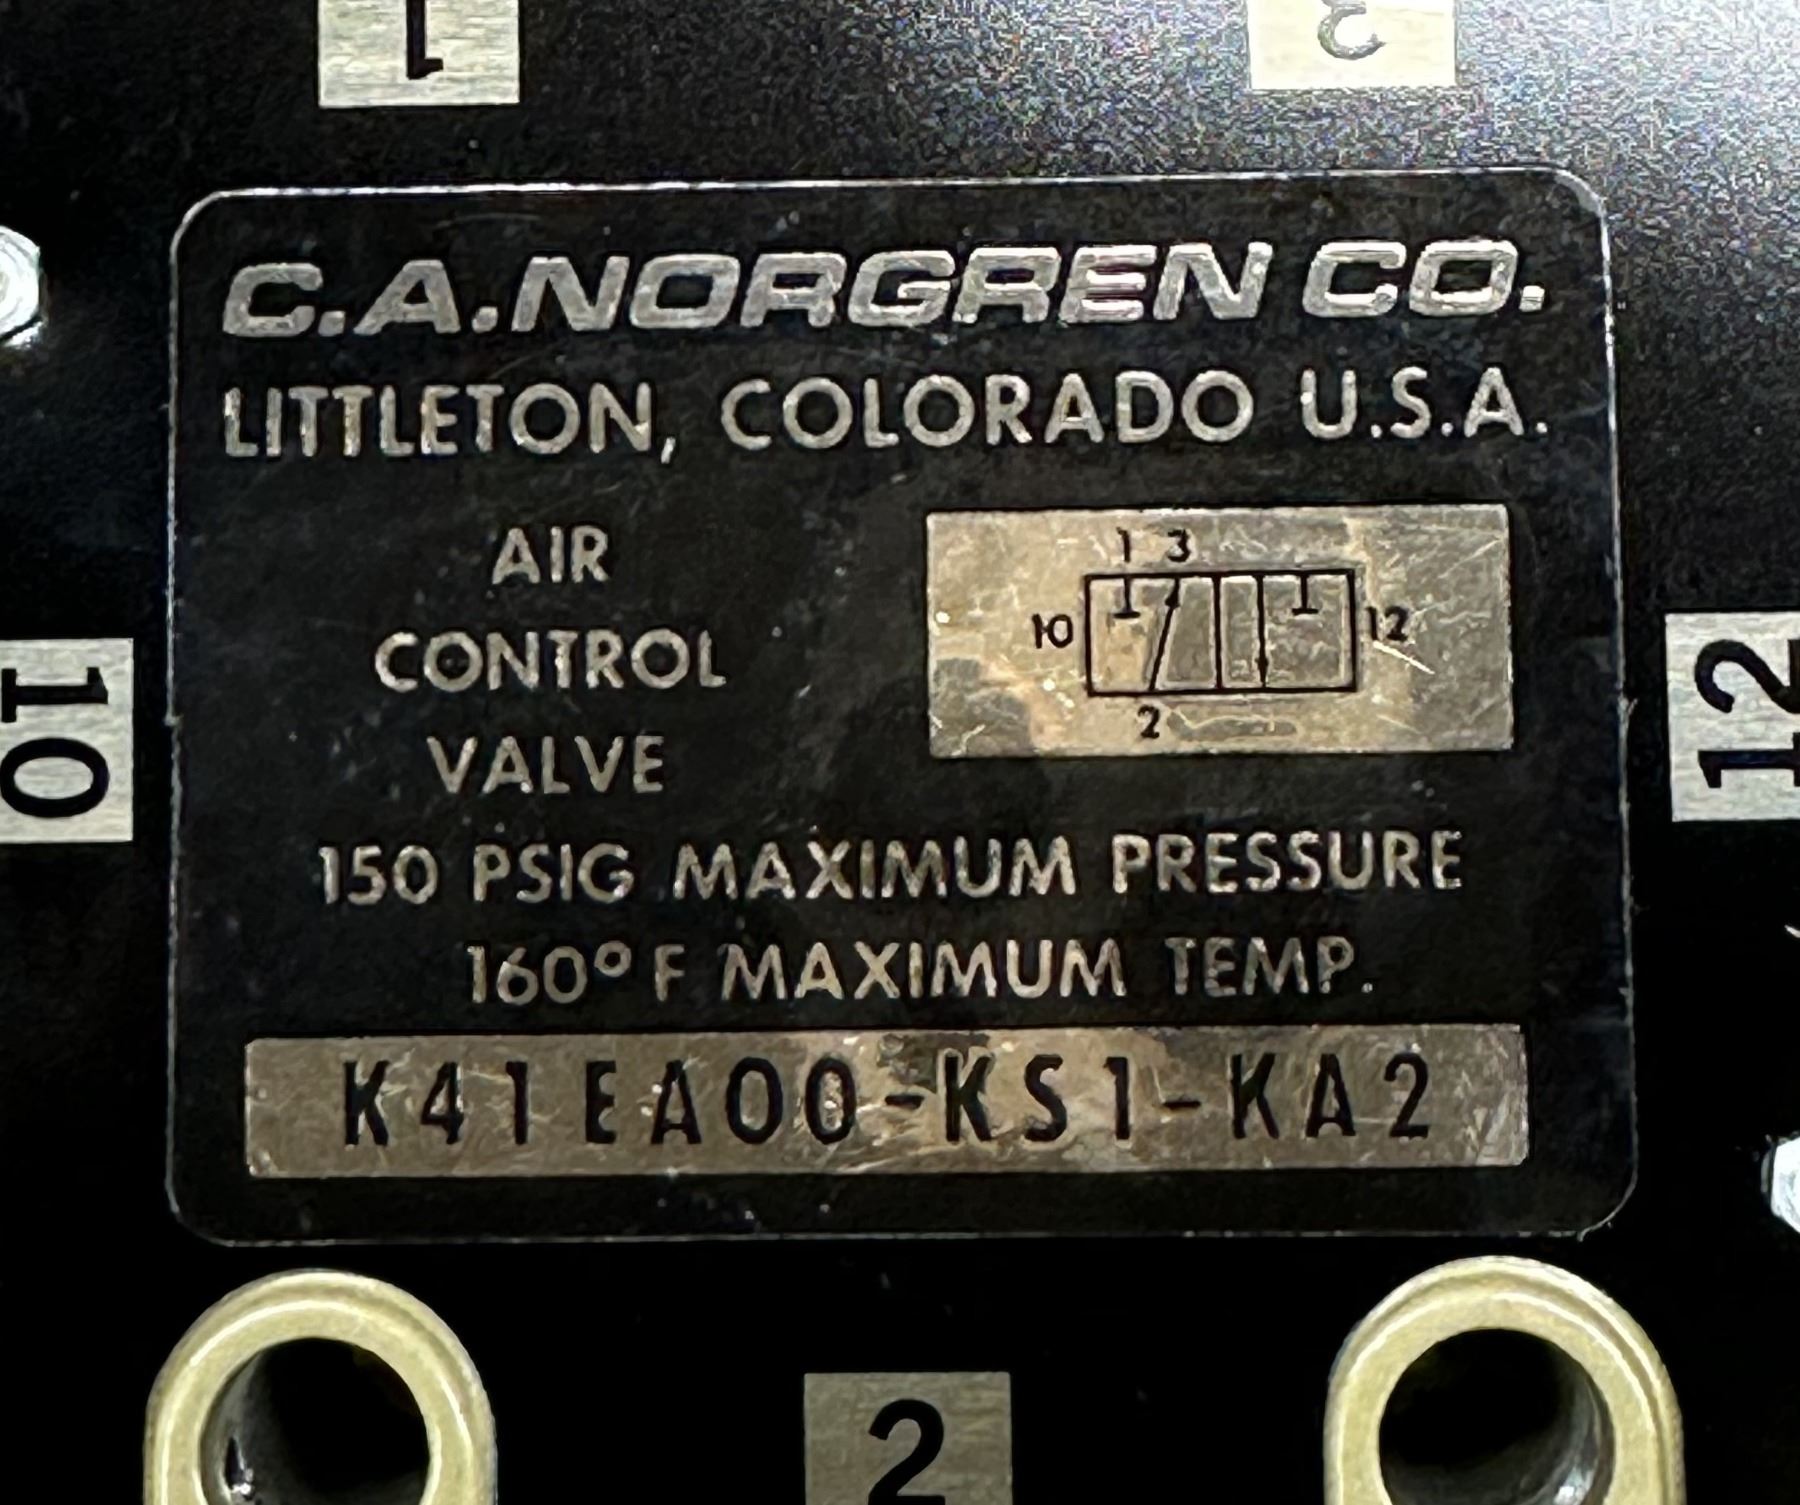 1 3
C.A.NORGREN CO.
LITTLETON, COLORADO U.S.A.
AIR
CONTROL
VALVE
1 3
10 12
2
150 PSIG MAXIMUM PRESSURE
160° F MAXIMUM TEMP.
K41EA00-KS1-KA2
10
12
2